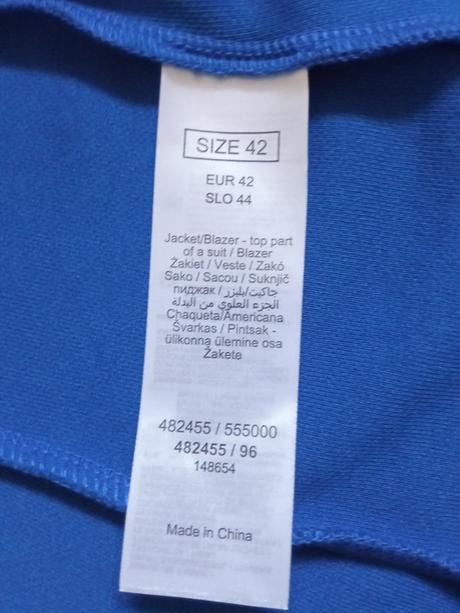 SIZE 42
EUR 42
SLO 44
Jacket/Blazer - top part
of a suit / Blazer
Žakiet / Veste / Zakó
Sako / Sacou / Suknjič
пиджак / جاكيت/بليزر
الجزء العلوي من البدلة
Chaqueta/Americana
Švarkas / Pintsak -
ülikonna ülemine osa
Žakete
482455 / 555000
482455 / 96
148654
Made in China